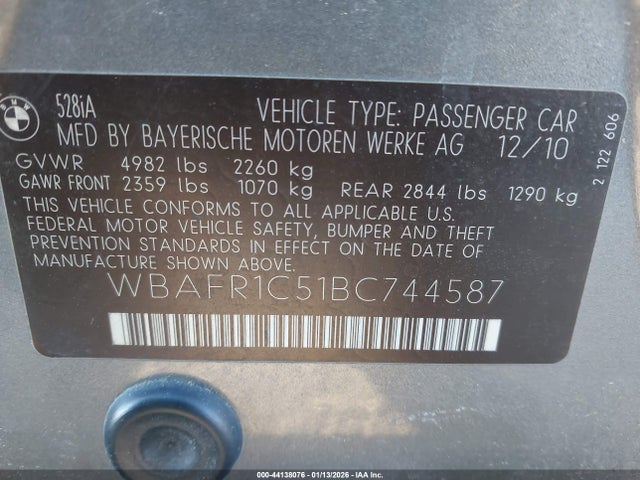 BMW
528iA VEHICLE TYPE: PASSENGER CAR
MFD BY BAYERISCHE MOTOREN WERKE AG 12/10
GVWR 4982 lbs 2260 kg
GAWR FRONT 2359 lbs 1070 kg REAR 2844 lbs 1290 kg
THIS VEHICLE CONFORMS TO ALL APPLICABLE U.S.
FEDERAL MOTOR VEHICLE SAFETY, BUMPER AND THEFT
PREVENTION STANDARDS IN EFFECT ON THE DATE OF
MANUFACTURE SHOWN ABOVE.
WBAFR1C51BC744587
2 122 606
000-44138076 - 01/13/2026 - IAA Inc.